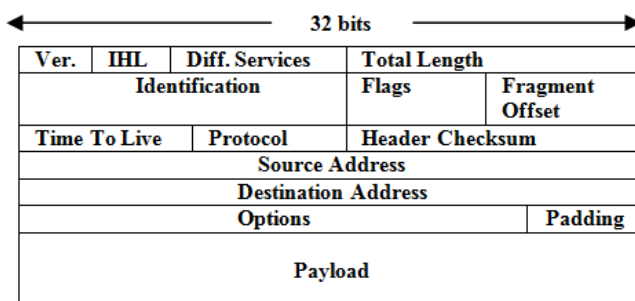 32 bits
Ver. IHL Diff. Services Total Length
Identification Flags Fragment
Offset
Time To Live Protocol Header Checksum
Source Address
Destination Address
Options Padding
Payload